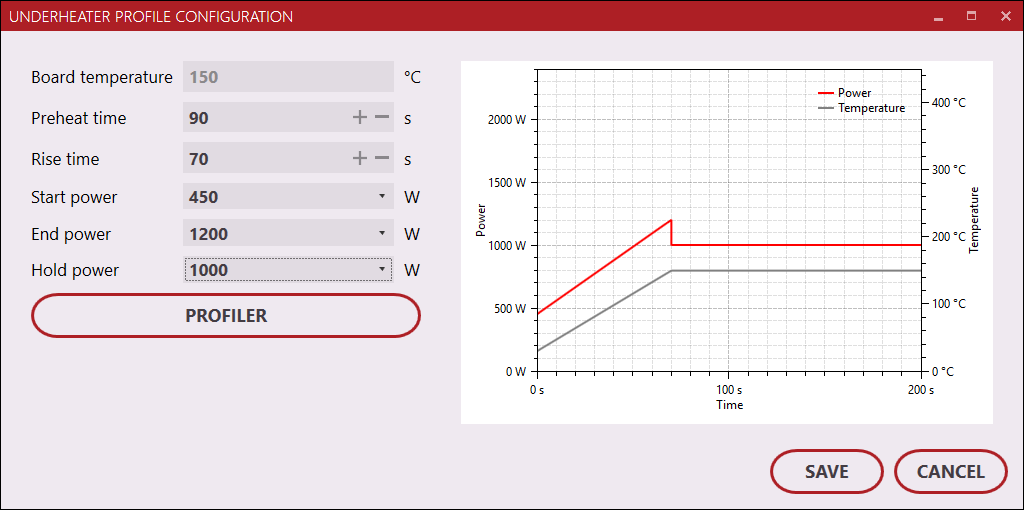 UNDERHEATER PROFILE CONFIGURATION
Board temperature 150 °C
Preheat time 90 s
Rise time 70 s
Start power 450 W
End power 1200 W
Hold power 1000 W
PROFILER
Power
Temperature
2000 W
1500 W
1000 W
500 W
0 W
Power
400 °C
300 °C
200 °C
100 °C
0 °C
Temperature
0 s 100 s 200 s
Time
SAVE CANCEL